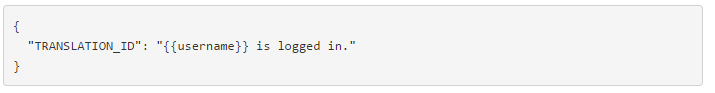 {
"TRANSLATION_ID": "{{username}} is logged in."
}